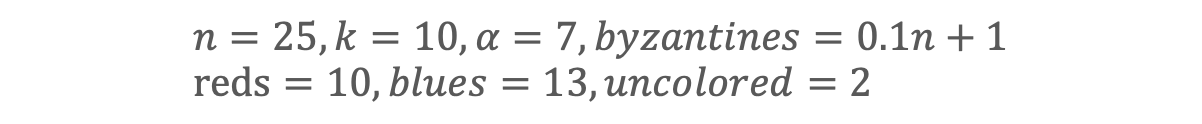 n = 25, k = 10, α = 7, byzantines = 0.1n + 1
reds = 10, blues = 13, uncolored = 2